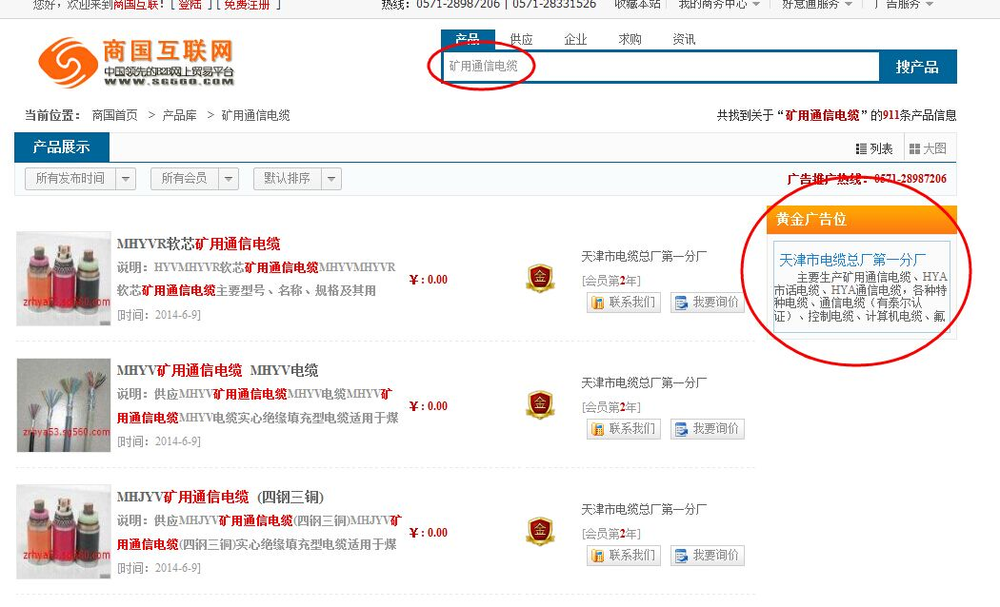 您好，欢迎来到商国互联！[ 登陆 ] [ 免费注册 ]
热线：0571-28987206 | 0571-28331526 收藏本站 我的商务中心 好意通服务 广告服务
商国互联网
中国领先的B2B网上贸易平台
WWW.SG560.COM
产品 供应 企业 求购 资讯
矿用通信电缆 搜产品
当前位置： 商国首页 > 产品库 > 矿用通信电缆
共找到关于“矿用通信电缆”的911条产品信息
产品展示
列表 大图
所有发布时间 所有会员 默认排序
广告推广热线：0571-28987206
黄金广告位
天津市电缆总厂第一分厂
主要生产矿用通信电缆、HYA
市话电缆、HYA通信电缆，各种特
种电缆、通信电缆（有泰尔认
证）、控制电缆、计算机电缆、氟
MHYVR软芯矿用通信电缆
说明：HYVMHYVR软芯矿用通信电缆MHYVMHYVR
软芯矿用通信电缆主要型号、名称、规格及其用
[时间：2014-6-9]
zrhya53.sg560.com
¥：0.00
金
天津市电缆总厂第一分厂
[会员第2年]
联系我们 我要询价
MHYV矿用通信电缆 MHYV电缆
说明：供应MHYV矿用通信电缆MHYV电缆MHYV矿
用通信电缆MHYV电缆实心绝缘填充型电缆适用于煤
[时间：2014-6-9]
zrhya53.sg560.com
¥：0.00
金
天津市电缆总厂第一分厂
[会员第2年]
联系我们 我要询价
MHJYV矿用通信电缆 (四钢三铜)
说明：供应MHJYV矿用通信电缆(四钢三铜)MHJYV矿
用通信电缆(四钢三铜)实心绝缘填充型电缆适用于煤
[时间：2014-6-9]
zrhya53.sg560.com
¥：0.00
金
天津市电缆总厂第一分厂
[会员第2年]
联系我们 我要询价